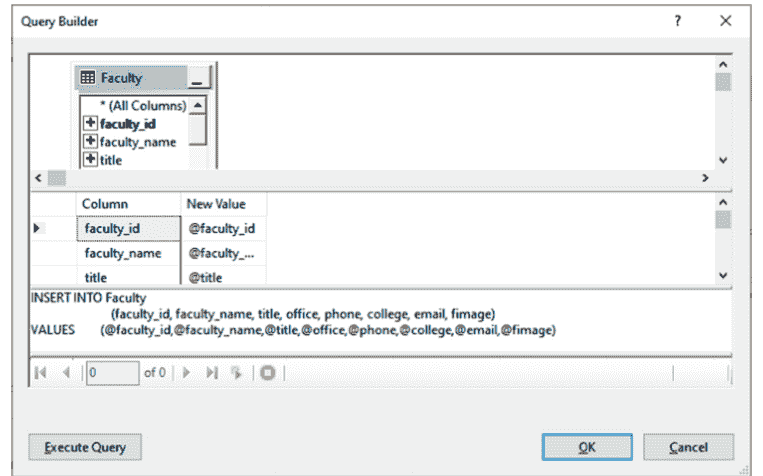 Query Builder
?
Faculty
* (All Columns)
faculty_id
faculty_name
title
Column New Value
faculty_id @faculty_id
faculty_name @faculty_...
title @title
INSERT INTO Faculty
(faculty_id, faculty_name, title, office, phone, college, email, fimage)
VALUES (@faculty_id,@faculty_name,@title,@office,@phone,@college,@email,@fimage)
0 of 0
Execute Query OK Cancel